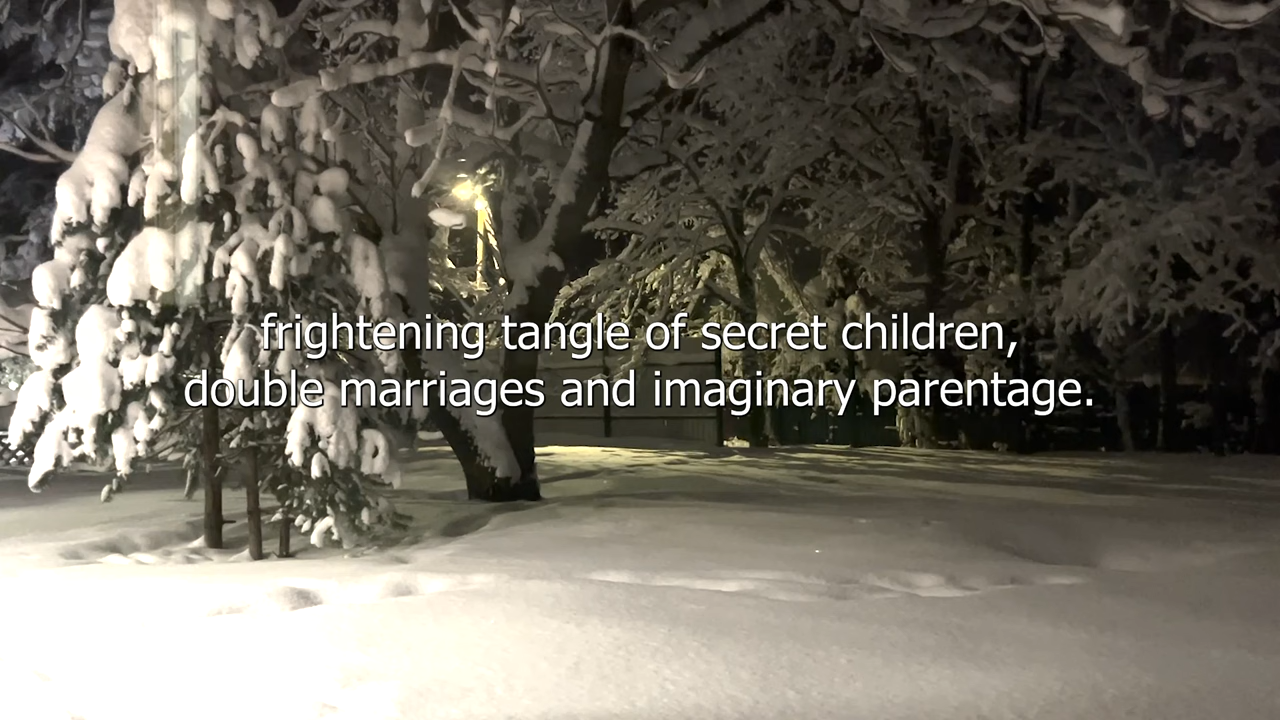 frightening tangle of secret children,
double marriages and imaginary parentage.